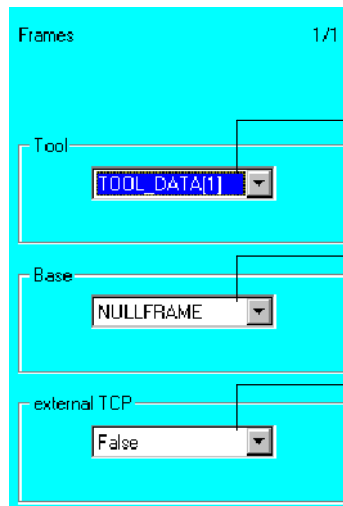 Frames 1/1
Tool
TOOL_DATA[1]
Base
NULLFRAME
external TCP
False